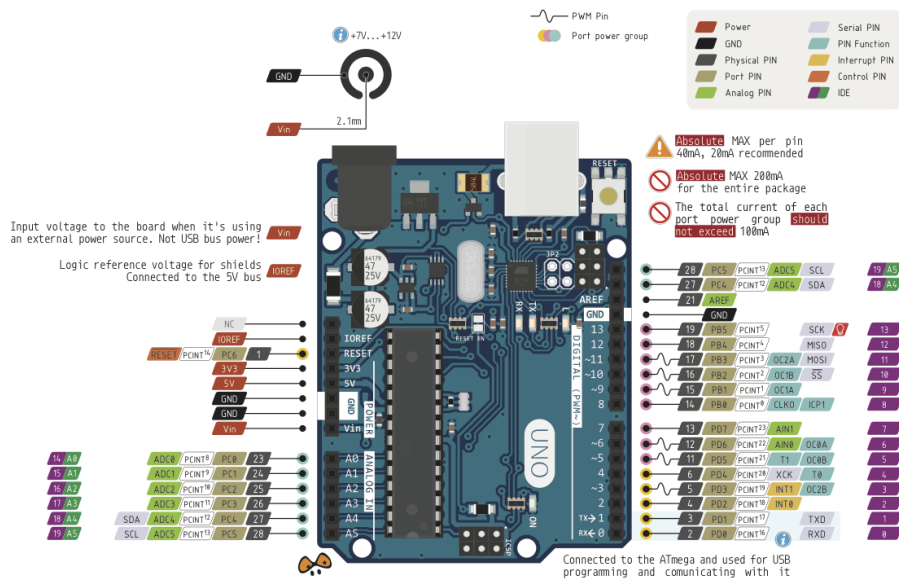 PWM Pin
Port power group
Power
GND
Physical PIN
Port PIN
Analog PIN
Serial PIN
PIN Function
Interrupt PIN
Control PIN
IDE
+7V...+12V
GND
Vin
2.1mm
Absolute MAX per pin
40mA, 20mA recommended
Absolute MAX 200mA
for the entire package
The total current of each
port power group should
not exceed 100mA
Input voltage to the board when it's using
an external power source. Not USB bus power!
Vin
Logic reference voltage for shields
Connected to the 5V bus
IOREF
NC
IOREF
RESET PCINT14 PC6 1
3V3
5V
GND
GND
Vin
14 A0 ADC0 PCINT8 PC0 23
15 A1 ADC1 PCINT9 PC1 24
16 A2 ADC2 PCINT10 PC2 25
17 A3 ADC3 PCINT11 PC3 26
18 A4 SDA ADC4 PCINT12 PC4 27
19 A5 SCL ADC5 PCINT13 PC5 28
RESET
64179
47
25V
64179
47
25V
JP2
RX
TX
L
RESET EN
IOREF
RESET
3V3
5V
GND
Vin
POWER
A0
A1
A2
A3
A4
A5
ANALOG IN
AREF
GND
13
12
~11
~10
~9
8
7
~6
~5
4
~3
2
TX→1
RX←0
DIGITAL (PWM~)
UNO
ON
ICSP
28 PC5 PCINT13 ADC5 SCL 19 A5
27 PC4 PCINT12 ADC4 SDA 18 A4
21 AREF
GND
19 PB5 PCINT5 SCK 13
18 PB4 PCINT4 MISO 12
17 PB3 PCINT3 OC2A MOSI 11
16 PB2 PCINT2 OC1B SS 10
15 PB1 PCINT1 OC1A 9
14 PB0 PCINT0 CLKO ICP1 8
13 PD7 PCINT23 AIN1 7
12 PD6 PCINT22 AIN0 OC0A 6
11 PD5 PCINT21 T1 OC0B 5
6 PD4 PCINT20 XCK T0 4
5 PD3 PCINT19 INT1 OC2B 3
4 PD2 PCINT18 INT0 2
3 PD1 PCINT17 TXD 1
2 PD0 PCINT16 RXD 0
Connected to the ATmega and used for USB
programming and comunicating with it